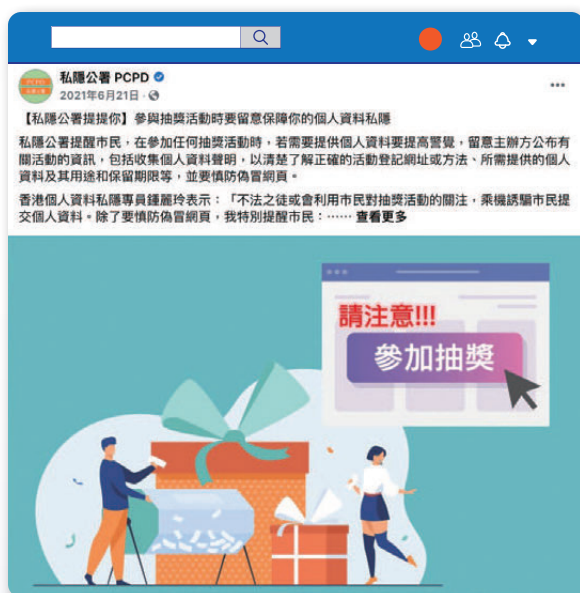 私隱公署 PCPD
2021年6月21日
【私隱公署提提你】參與抽獎活動時要留意保障你的個人資料私隱
私隱公署提醒市民，在參加任何抽獎活動時，若需要提供個人資料要提高警覺，留意主辦方公布有
關活動的資訊，包括收集個人資料聲明，以清楚了解正確的活動登記網址或方法、所需提供的個人
資料及其用途和保留期限等，並要慎防偽冒網頁。
香港個人資料私隱專員鍾麗玲表示：「不法之徒或會利用市民對抽獎活動的關注，乘機誘騙市民提
交個人資料。除了要慎防偽冒網頁，我特別提醒市民：…… 查看更多
請注意!!!
參加抽獎